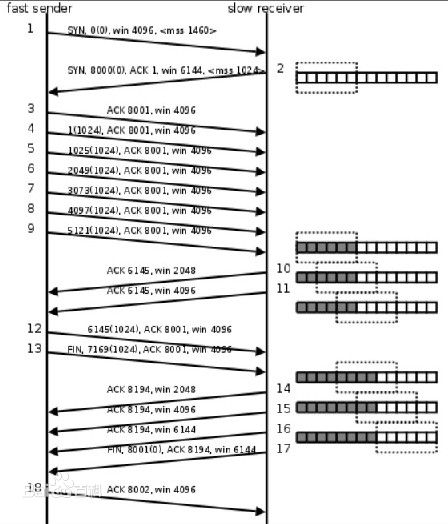 fast sender slow receiver
1 SYN, 0(0), win 4096, <mss 1460>
SYN, 8000(0), ACK 1, win 6144, <mss 1024> 2
3 ACK 8001, win 4096
4 1(1024), ACK 8001, win 4096
5 1025(1024), ACK 8001, win 4096
6 2049(1024), ACK 8001, win 4096
7 3073(1024), ACK 8001, win 4096
8 4097(1024), ACK 8001, win 4096
9 5121(1024), ACK 8001, win 4096
ACK 6145, win 2048 10
ACK 6145, win 4096 11
12 6145(1024), ACK 8001, win 4096
13 FIN, 7169(1024), ACK 8001, win 4096
ACK 8194, win 2048 14
ACK 8194, win 4096 15
ACK 8194, win 6144 16
FIN, 8001(0), ACK 8194, win 6144 17
18 ACK 8002, win 4096